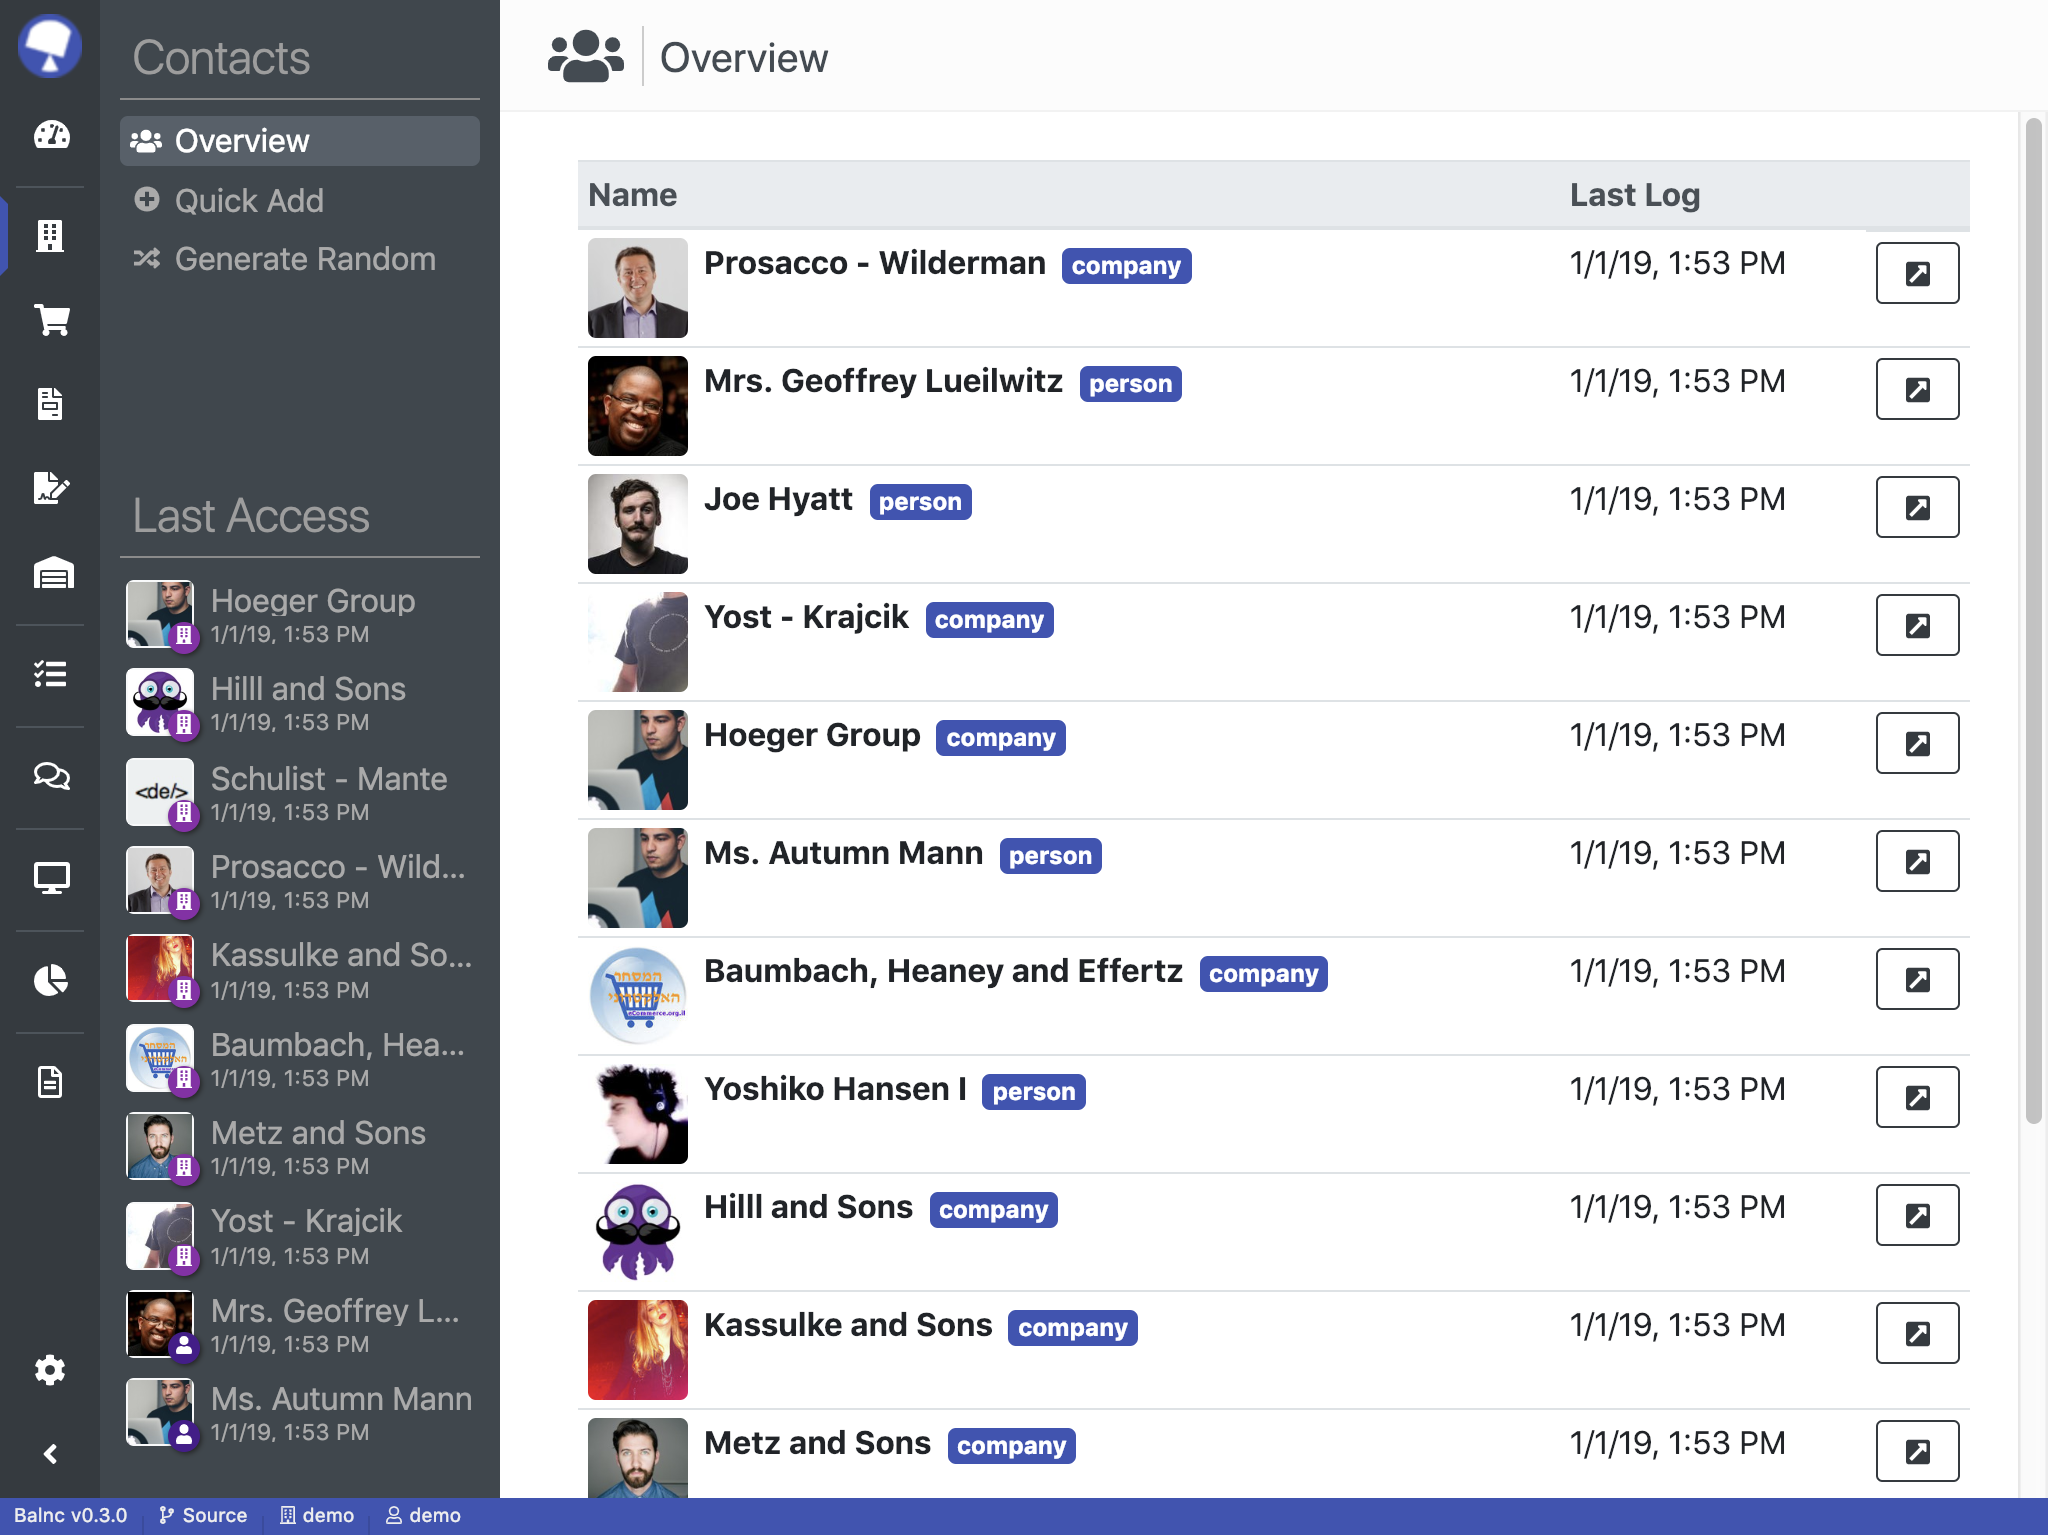 Contacts
Overview
Quick Add
Generate Random
Last Access
Hoeger Group
1/1/19, 1:53 PM
Hilll and Sons
1/1/19, 1:53 PM
<de/>
Schulist - Mante
1/1/19, 1:53 PM
Prosacco - Wild...
1/1/19, 1:53 PM
Kassulke and So...
1/1/19, 1:53 PM
Baumbach, Hea...
1/1/19, 1:53 PM
Metz and Sons
1/1/19, 1:53 PM
Yost - Krajcik
1/1/19, 1:53 PM
Mrs. Geoffrey L...
1/1/19, 1:53 PM
Ms. Autumn Mann
1/1/19, 1:53 PM
Overview
Name Last Log
Prosacco - Wilderman company 1/1/19, 1:53 PM
Mrs. Geoffrey Lueilwitz person 1/1/19, 1:53 PM
Joe Hyatt person 1/1/19, 1:53 PM
Yost - Krajcik company 1/1/19, 1:53 PM
Hoeger Group company 1/1/19, 1:53 PM
Ms. Autumn Mann person 1/1/19, 1:53 PM
Baumbach, Heaney and Effertz company 1/1/19, 1:53 PM
המסחר
האלקטרוני
eCommerce.org.il
Yoshiko Hansen I person 1/1/19, 1:53 PM
Hilll and Sons company 1/1/19, 1:53 PM
Kassulke and Sons company 1/1/19, 1:53 PM
Metz and Sons company 1/1/19, 1:53 PM
Balnc v0.3.0 Source demo demo